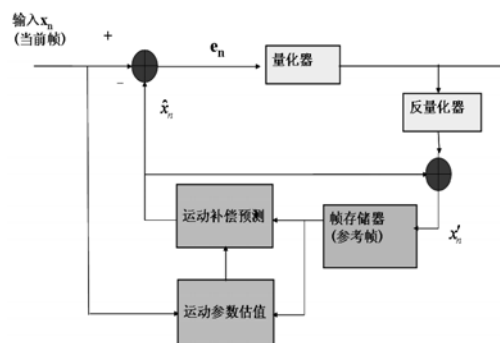 输入xn
(当前帧)
+
en
量化器
−
x̂n
反量化器
运动补偿预测
帧存储器
(参考帧)
x'n
运动参数估值